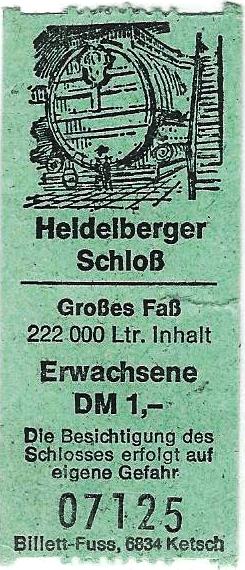 Heidelberger
Schloß
Großes Faß
222 000 Ltr. Inhalt
Erwachsene
DM 1,-
Die Besichtigung des
Schlosses erfolgt auf
eigene Gefahr
07125
Billett-Fuss, 6834 Ketsch